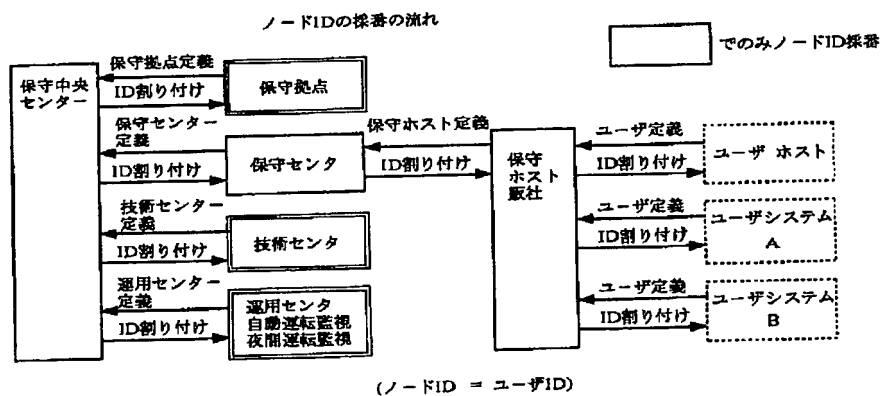 ノードIDの採番の流れ
でのみノードID採番
保守中央
センター
保守拠点定義
ID割り付け
保守拠点
保守センター
定義
ID割り付け
保守センタ
保守ホスト定義
ID割り付け
保守
ホスト
販社
ユーザ定義
ID割り付け
ユーザ ホスト
技術センター
定義
ID割り付け
技術センタ
ユーザ定義
ID割り付け
ユーザシステム
A
運用センター
定義
ID割り付け
運用センタ
自動運転監視
夜間運転監視
ユーザ定義
ID割り付け
ユーザシステム
B
(ノードID = ユーザID)